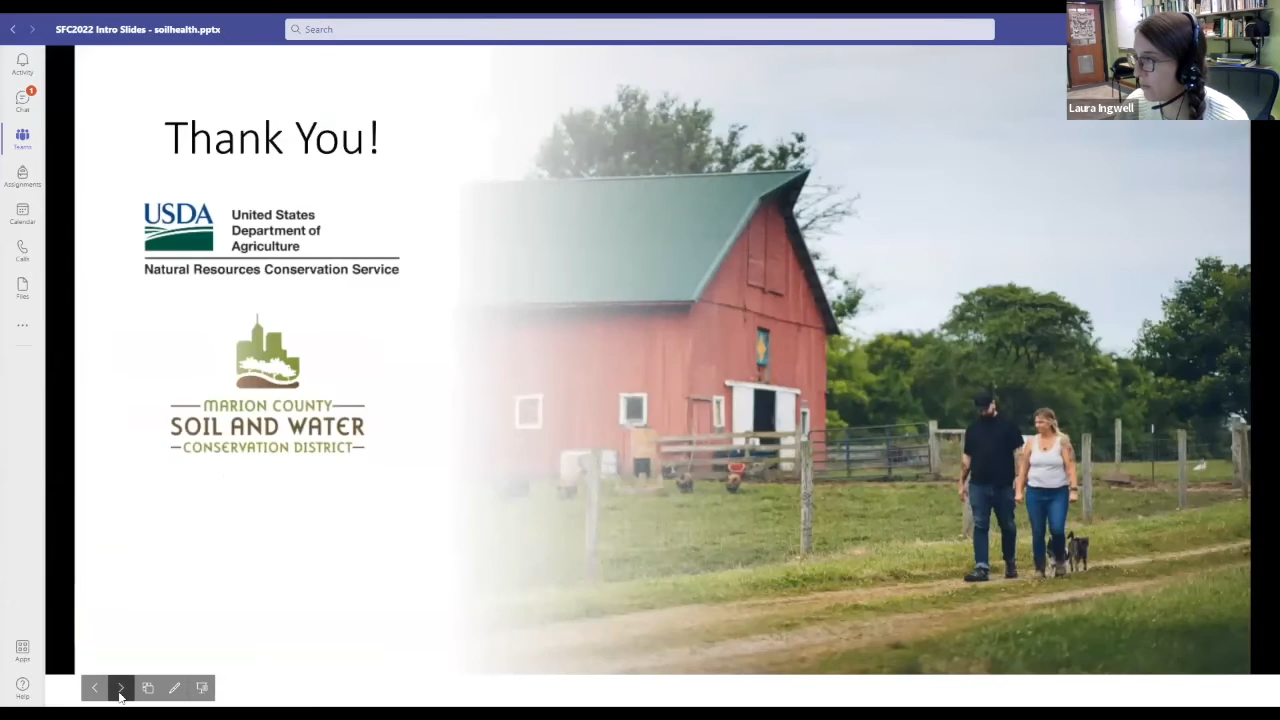 SFC2022 Intro Slides - soilhealth.pptx
Search
Laura Ingwell
Activity
1
Chat
Teams
Assignments
Calendar
Calls
Files
...
Apps
Help
Thank You!
USDA
United States
Department of
Agriculture
Natural Resources Conservation Service
MARION COUNTY
SOIL AND WATER
CONSERVATION DISTRICT